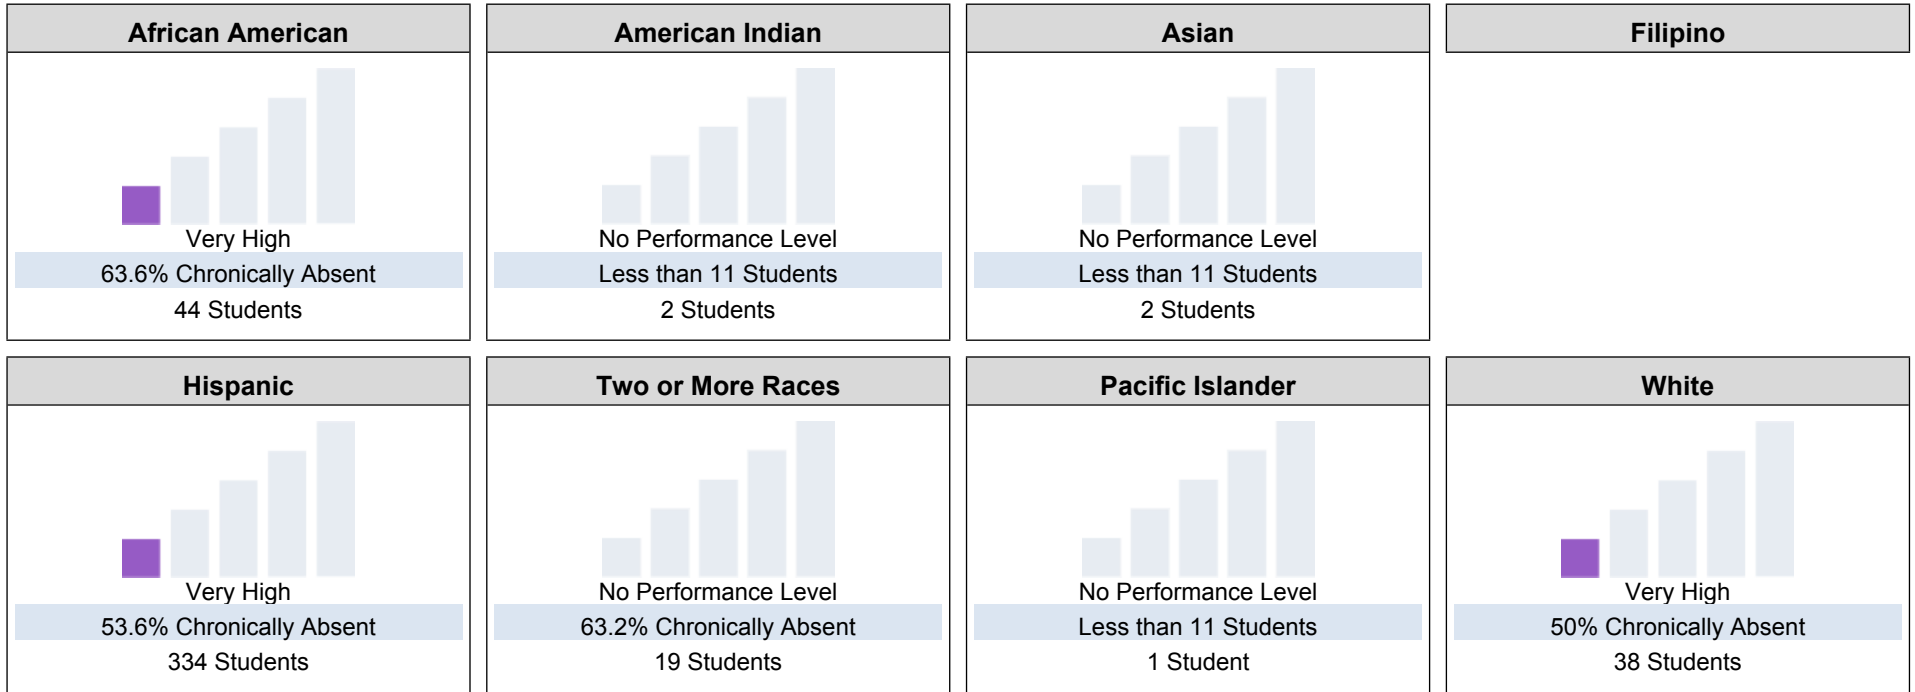 African American
Very High
63.6% Chronically Absent
44 Students
American Indian
No Performance Level
Less than 11 Students
2 Students
Asian
No Performance Level
Less than 11 Students
2 Students
Filipino
Hispanic
Very High
53.6% Chronically Absent
334 Students
Two or More Races
No Performance Level
63.2% Chronically Absent
19 Students
Pacific Islander
No Performance Level
Less than 11 Students
1 Student
White
Very High
50% Chronically Absent
38 Students